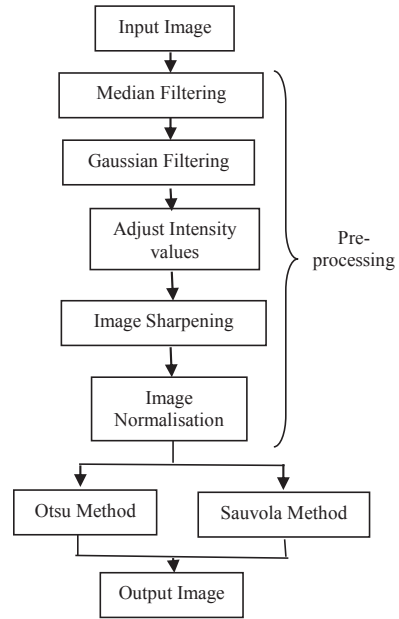 Input Image
Median Filtering
Gaussian Filtering
Adjust Intensity
values
Pre-
processing
Image Sharpening
Image
Normalisation
Otsu Method
Sauvola Method
Output Image